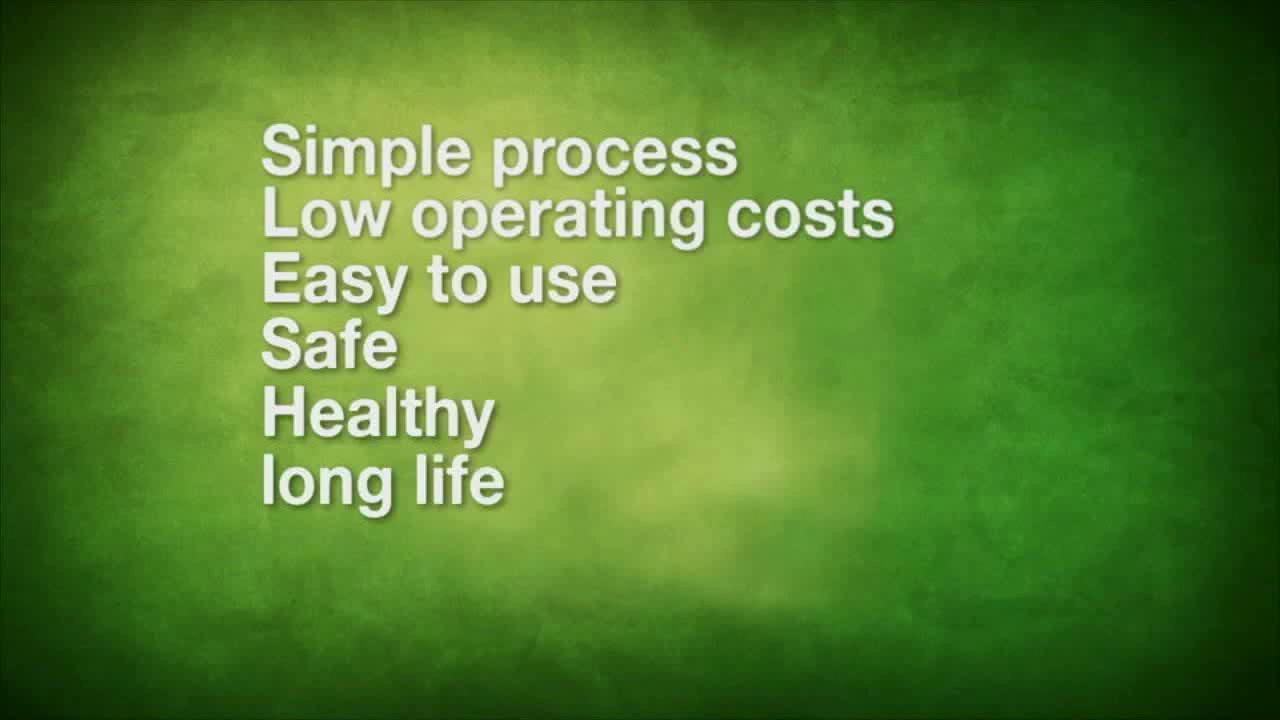 Simple process
Low operating costs
Easy to use
Safe
Healthy
long life